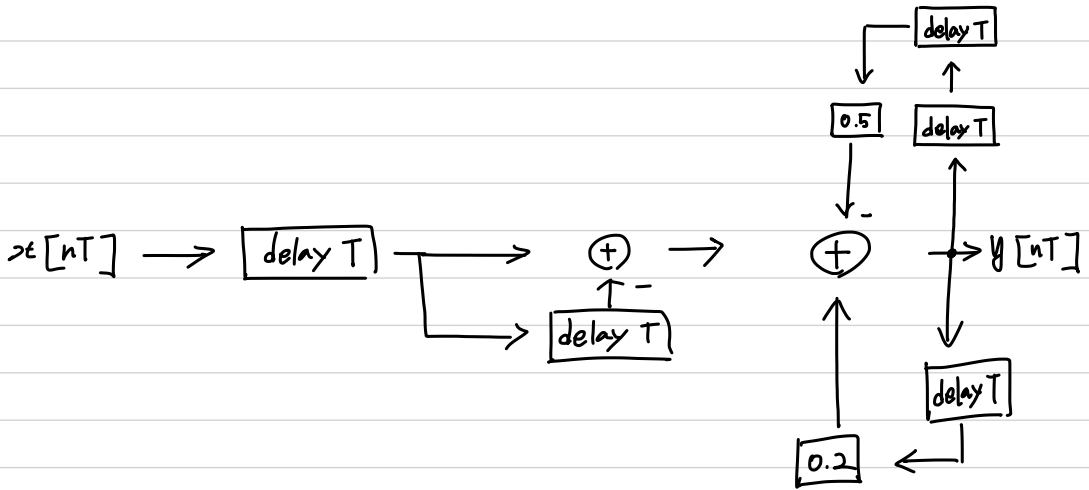 delay T
0.5
delay T
-
x[nT]
delay T
+
+
y[nT]
-
delay T
delay T
0.2